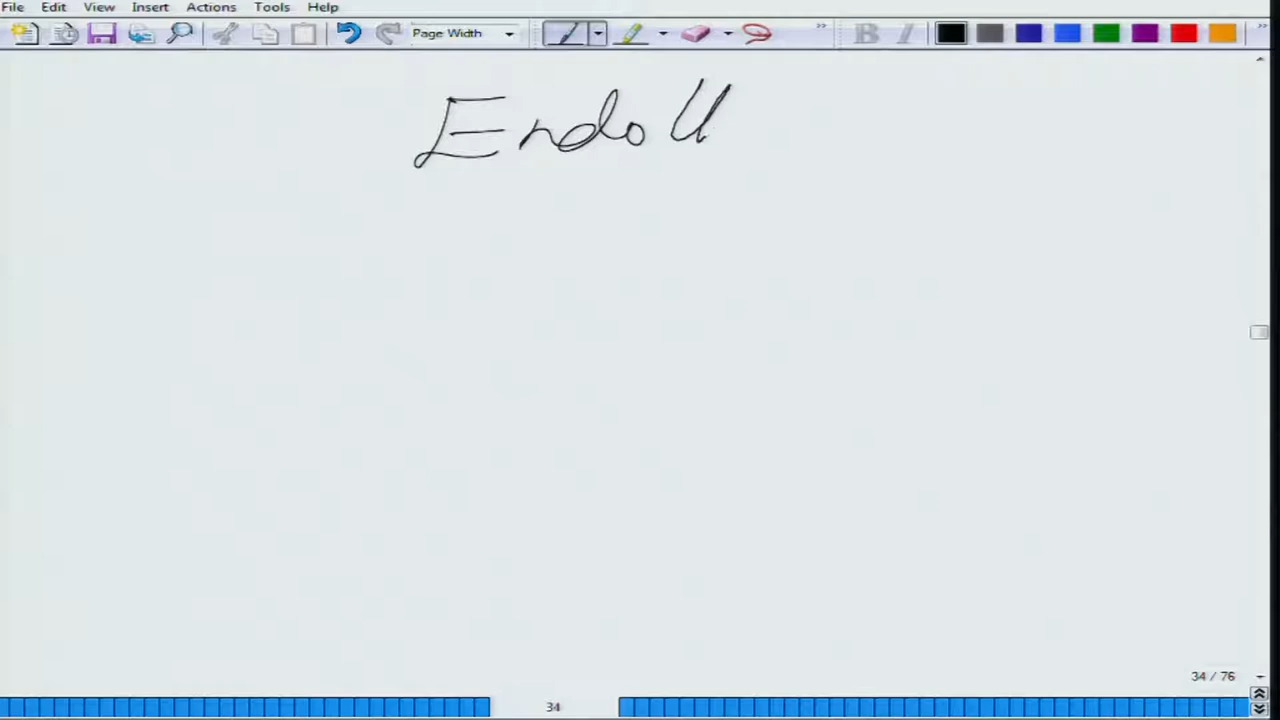 File Edit View Insert Actions Tools Help
Page Width B I
Endo U
34 / 76
34